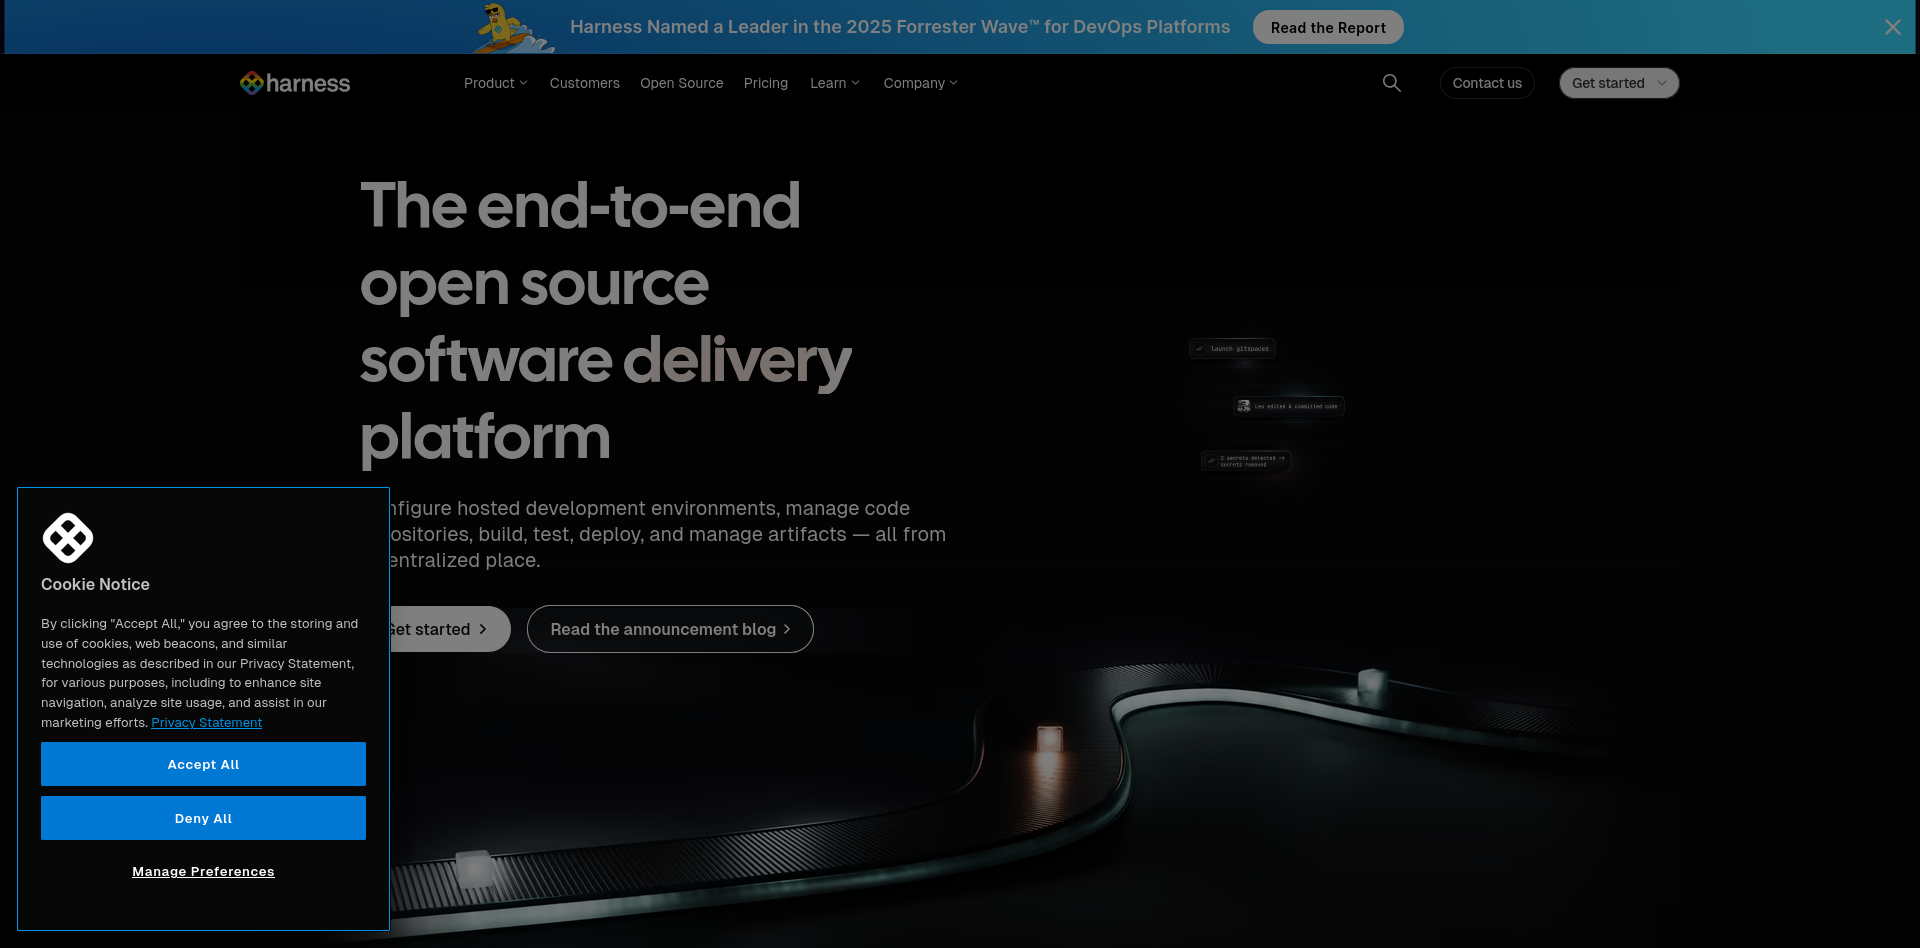 Harness Named a Leader in the 2025 Forrester Wave™ for DevOps Platforms
Read the Report
harness
Product
Customers
Open Source
Pricing
Learn
Company
Contact us
Get started
The end-to-end
open source
software delivery
platform
launch gitspaces
Leo edited & committed code
2 secrets detected →
secrets removed
nfigure hosted development environments, manage code
ositories, build, test, deploy, and manage artifacts — all from
entralized place.
Get started
Read the announcement blog
Cookie Notice
By clicking "Accept All," you agree to the storing and
use of cookies, web beacons, and similar
technologies as described in our Privacy Statement,
for various purposes, including to enhance site
navigation, analyze site usage, and assist in our
marketing efforts. Privacy Statement
Accept All
Deny All
Manage Preferences